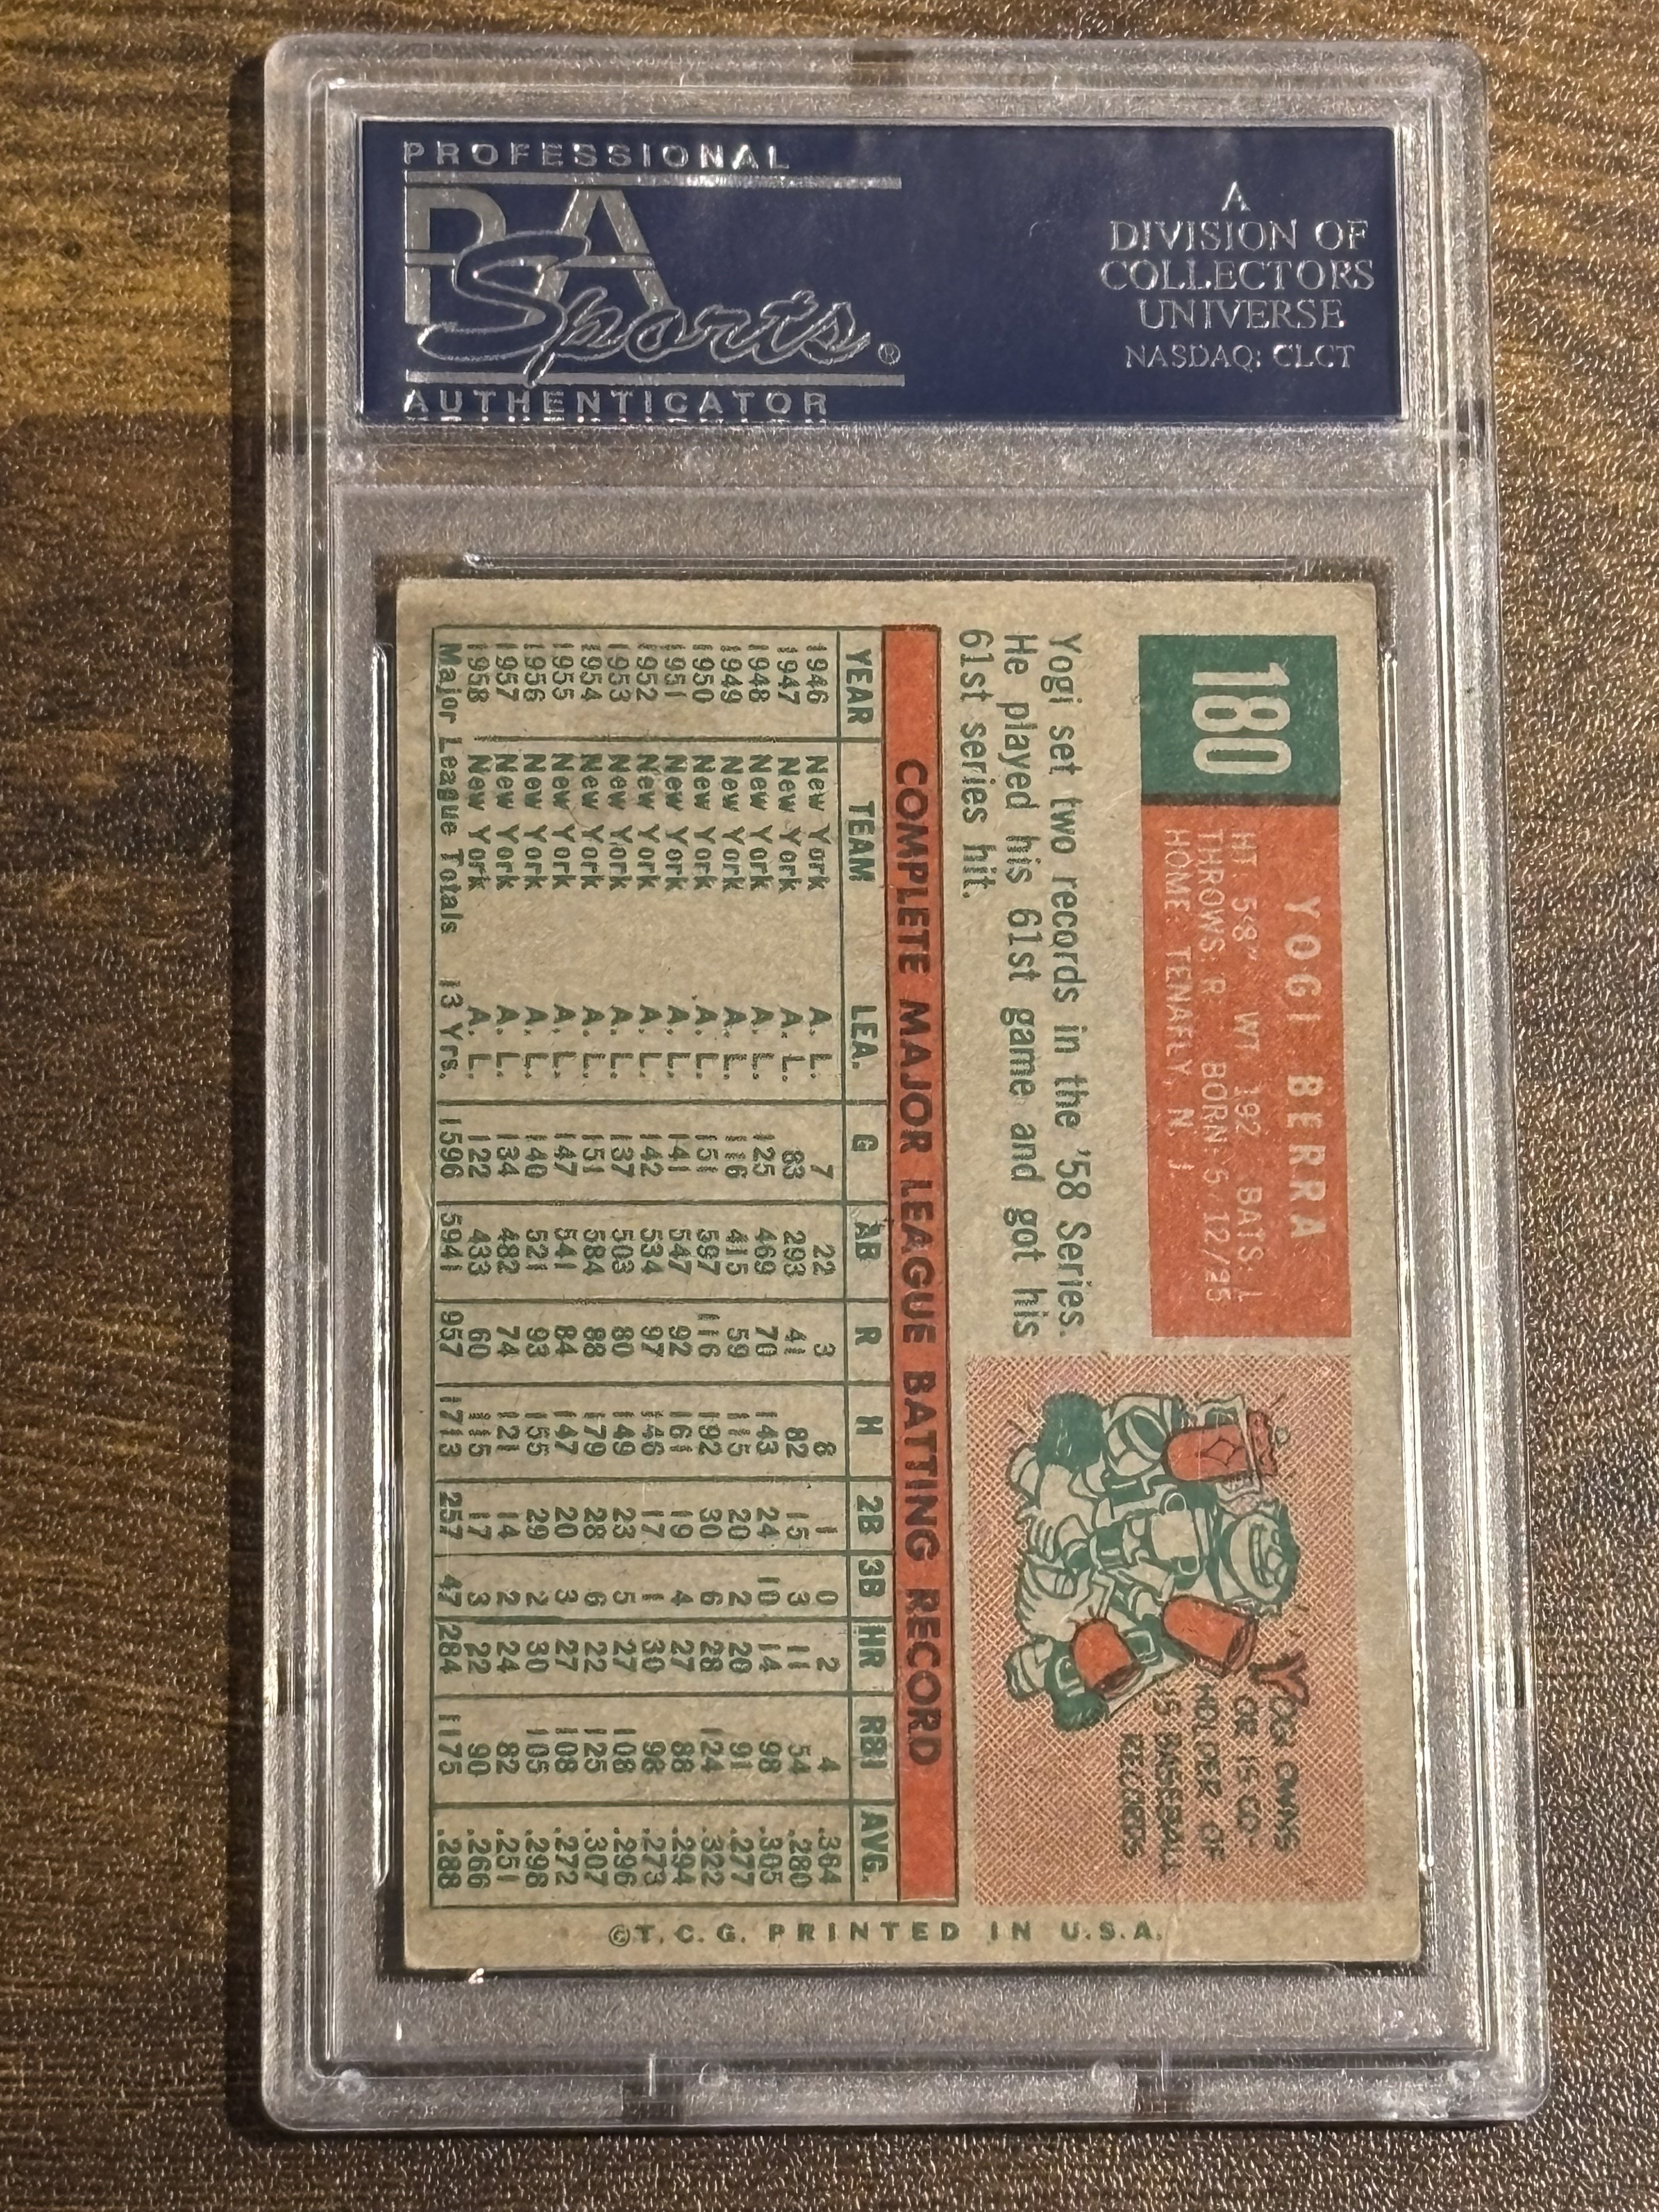 PROFESSIONAL
PSA
Sports®
AUTHENTICATOR
A
DIVISION OF
COLLECTORS
UNIVERSE
NASDAQ: CLCT
180
YOGI BERRA
HT: 5'8" WT 192 BATS: L
THROWS: R BORN: 5/12/25
HOME: TENAFLY, N. J.
Yogi set two records in the '58 Series.
He played his 61st game and got his
61st series hit.
YOGI OWNS
OR IS CO-
HOLDER OF
15 BASEBALL
RECORDS.
COMPLETE MAJOR LEAGUE BATTING RECORD
YEAR TEAM LEA. G AB R H 2B 3B HR RBI AVG.
1946 New York A. L. 7 22 3 8 1 0 2 4 .364
1947 New York A. L. 83 293 41 82 15 3 11 54 .280
1948 New York A. L. 125 469 70 143 24 10 14 98 .305
1949 New York A. L. 116 415 59 115 20 2 20 91 .277
1950 New York A. L. 151 597 116 192 30 6 28 124 .322
1951 New York A. L. 141 547 92 161 19 4 27 88 .294
1952 New York A. L. 142 534 97 146 17 1 30 98 .273
1953 New York A. L. 137 503 80 149 23 5 27 108 .296
1954 New York A. L. 151 584 88 179 28 6 22 125 .307
1955 New York A. L. 147 541 84 147 20 3 27 108 .272
1956 New York A. L. 140 521 93 155 29 2 30 105 .298
1957 New York A. L. 134 482 74 121 14 2 24 82 .251
1958 New York A. L. 122 433 60 115 17 3 22 90 .266
Major League Totals 13 Yrs. 1596 5941 957 1713 257 47 284 1175 .288
©T.C.G. PRINTED IN U.S.A.